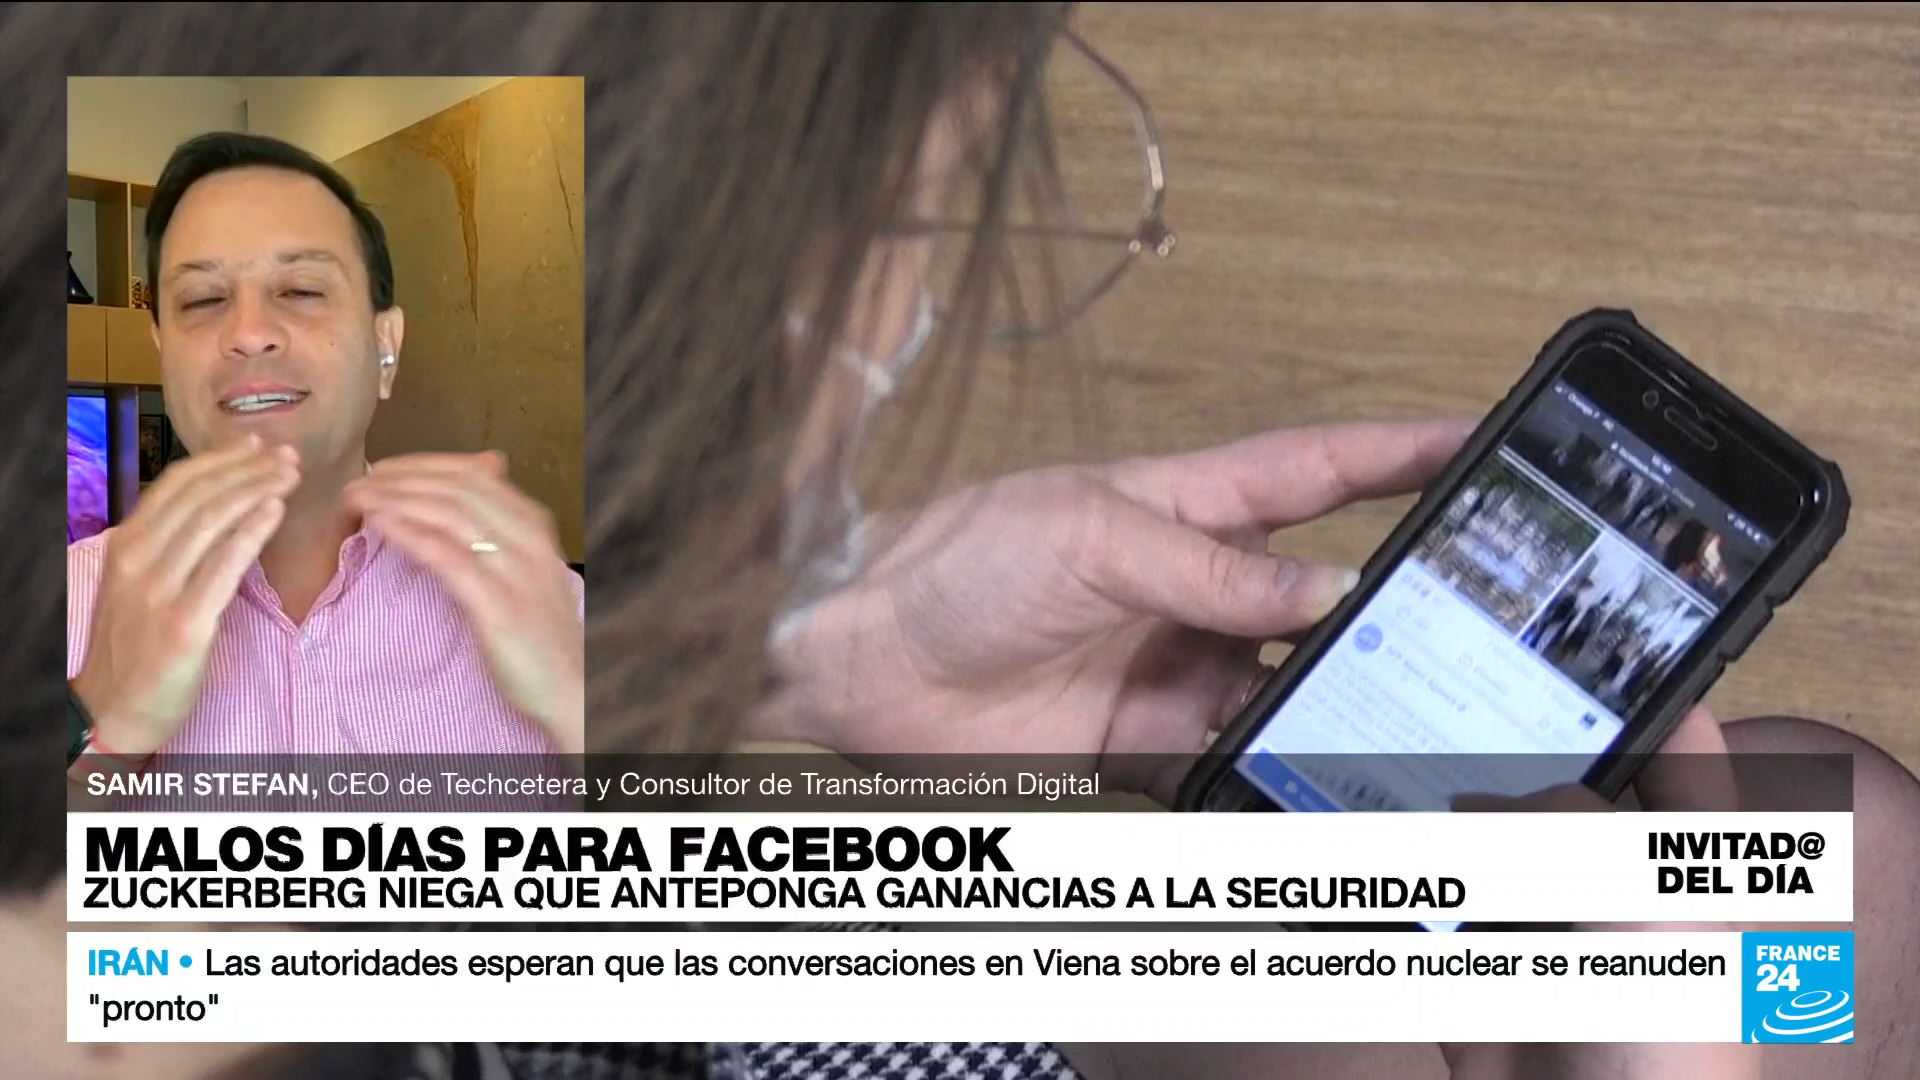 SAMIR STEFAN, CEO de Techcetera y Consultor de Transformación Digital
MALOS DÍAS PARA FACEBOOK
ZUCKERBERG NIEGA QUE ANTEPONGA GANANCIAS A LA SEGURIDAD
INVITAD@
DEL DÍA
IRÁN • Las autoridades esperan que las conversaciones en Viena sobre el acuerdo nuclear se reanuden
"pronto"
FRANCE
24